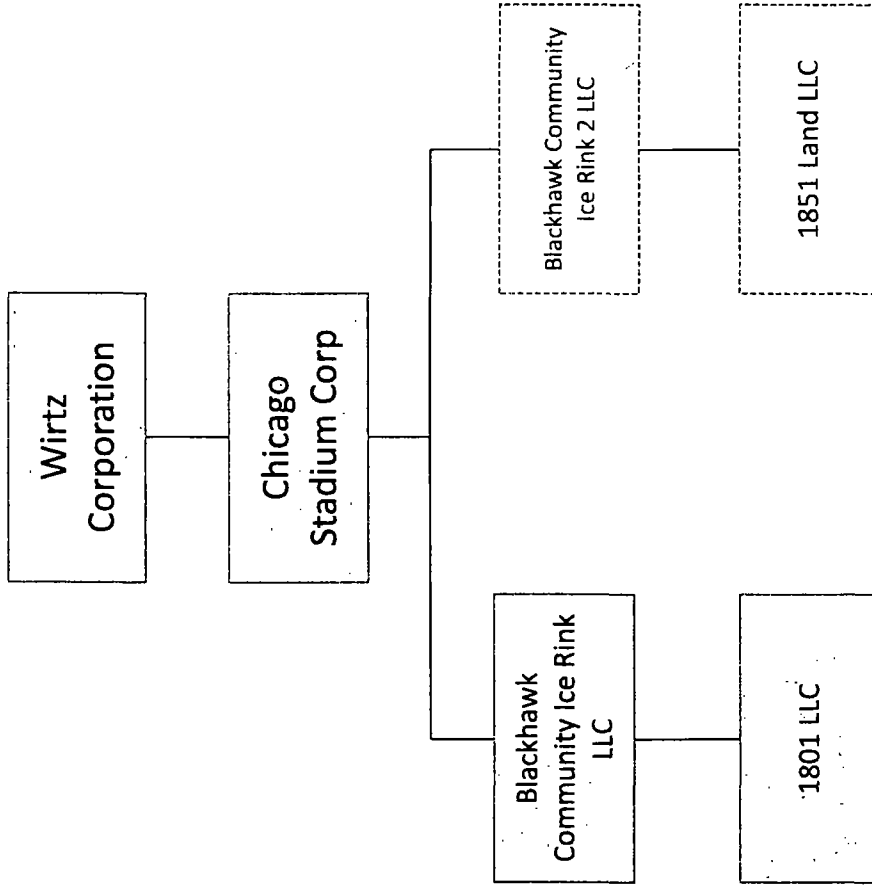 Wirtz
Corporation
Chicago
Stadium Corp
Blackhawk
Community Ice Rink
LLC
Blackhawk Community
Ice Rink 2 LLC
1801 LLC
1851 Land LLC